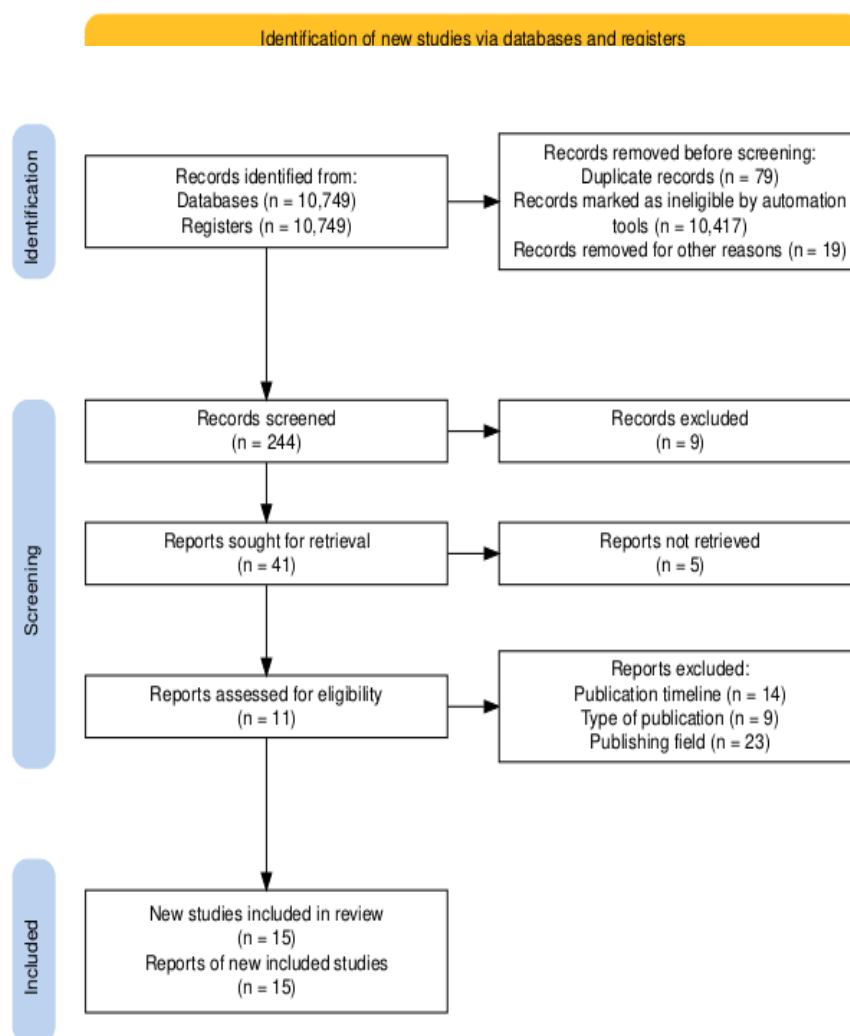 Identification of new studies via databases and registers
Identification
Records identified from:
Databases (n = 10,749)
Registers (n = 10,749)
Records removed before screening:
Duplicate records (n = 79)
Records marked as ineligible by automation
tools (n = 10,417)
Records removed for other reasons (n = 19)
Screening
Records screened
(n = 244)
Records excluded
(n = 9)
Reports sought for retrieval
(n = 41)
Reports not retrieved
(n = 5)
Reports assessed for eligibility
(n = 11)
Reports excluded:
Publication timeline (n = 14)
Type of publication (n = 9)
Publishing field (n = 23)
Included
New studies included in review
(n = 15)
Reports of new included studies
(n = 15)